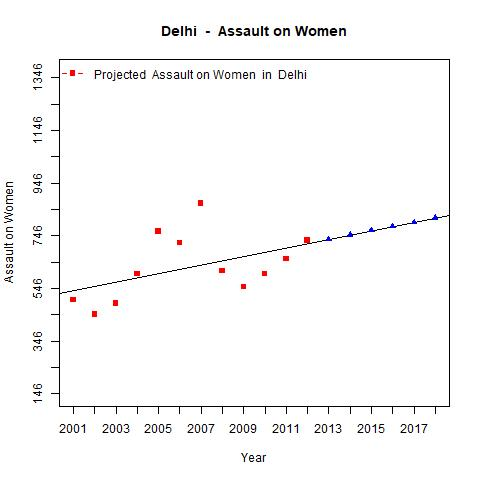 Delhi - Assault on Women
Projected Assault on Women in Delhi
Assault on Women
1346
1146
946
746
546
346
146
2001 2003 2005 2007 2009 2011 2013 2015 2017
Year